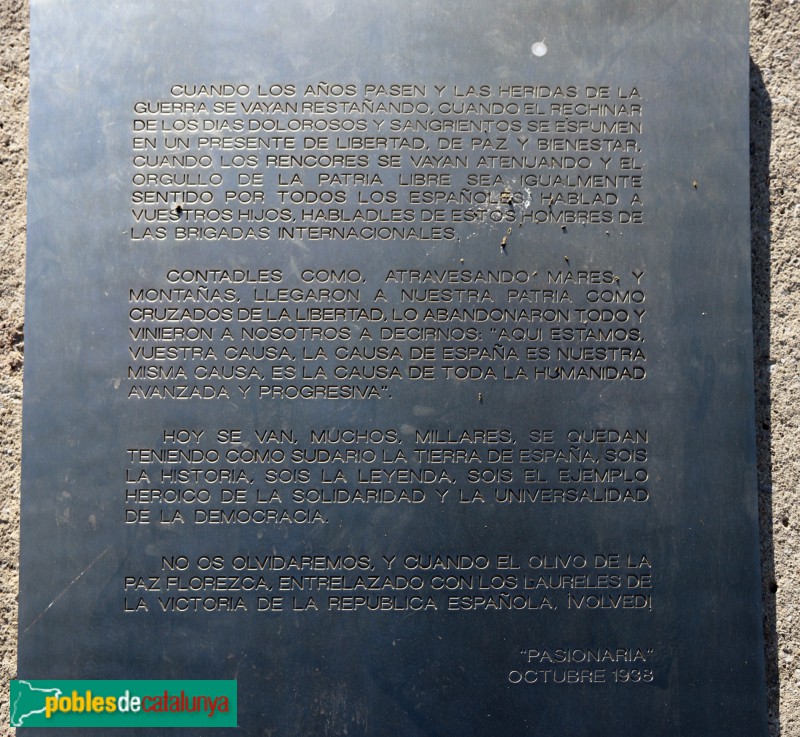 CUANDO LOS AÑOS PASEN Y LAS HERIDAS DE LA
GUERRA SE VAYAN RESTAÑANDO, CUANDO EL RECHINAR
DE LOS DIAS DOLOROSOS Y SANGRIENTOS SE ESFUMEN
EN UN PRESENTE DE LIBERTAD, DE PAZ Y BIENESTAR,
CUANDO LOS RENCORES SE VAYAN ATENUANDO Y EL
ORGULLO DE LA PATRIA LIBRE SEA IGUALMENTE
SENTIDO POR TODOS LOS ESPAÑOLES, HABLAD A
VUESTROS HIJOS, HABLADLES DE ESTOS HOMBRES DE
LAS BRIGADAS INTERNACIONALES.
CONTADLES COMO, ATRAVESANDO MARES Y
MONTAÑAS, LLEGARON A NUESTRA PATRIA COMO
CRUZADOS DE LA LIBERTAD, LO ABANDONARON TODO Y
VINIERON A NOSOTROS A DECIRNOS: "AQUI ESTAMOS,
VUESTRA CAUSA, LA CAUSA DE ESPAÑA ES NUESTRA
MISMA CAUSA, ES LA CAUSA DE TODA LA HUMANIDAD
AVANZADA Y PROGRESIVA".
HOY SE VAN, MUCHOS, MILLARES, SE QUEDAN
TENIENDO COMO SUDARIO LA TIERRA DE ESPAÑA, SOIS
LA HISTORIA, SOIS LA LEYENDA, SOIS EL EJEMPLO
HEROICO DE LA SOLIDARIDAD Y LA UNIVERSALIDAD
DE LA DEMOCRACIA.
NO OS OLVIDAREMOS, Y CUANDO EL OLIVO DE LA
PAZ FLOREZCA, ENTRELAZADO CON LOS LAURELES DE
LA VICTORIA DE LA REPUBLICA ESPAÑOLA, ¡VOLVED!
"PASIONARIA"
OCTUBRE 1938
poblesdecatalunya